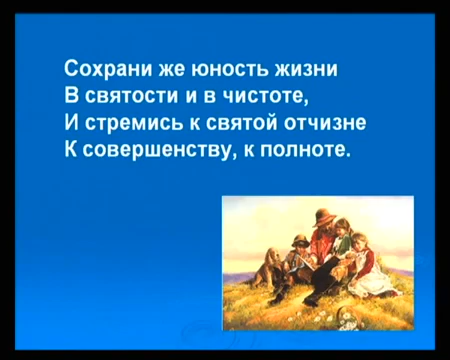 Сохрани же юность жизни
В святости и в чистоте,
И стремись к святой отчизне
К совершенству, к полноте.